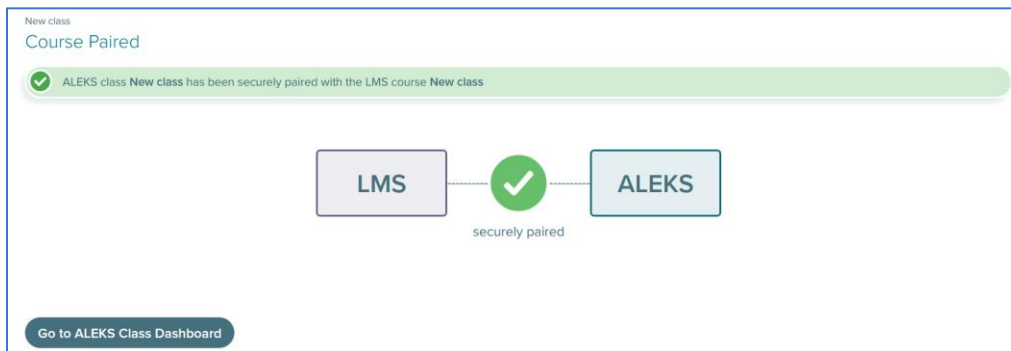 New class
Course Paired
ALEKS class New class has been securely paired with the LMS course New class
LMS
ALEKS
securely paired
Go to ALEKS Class Dashboard